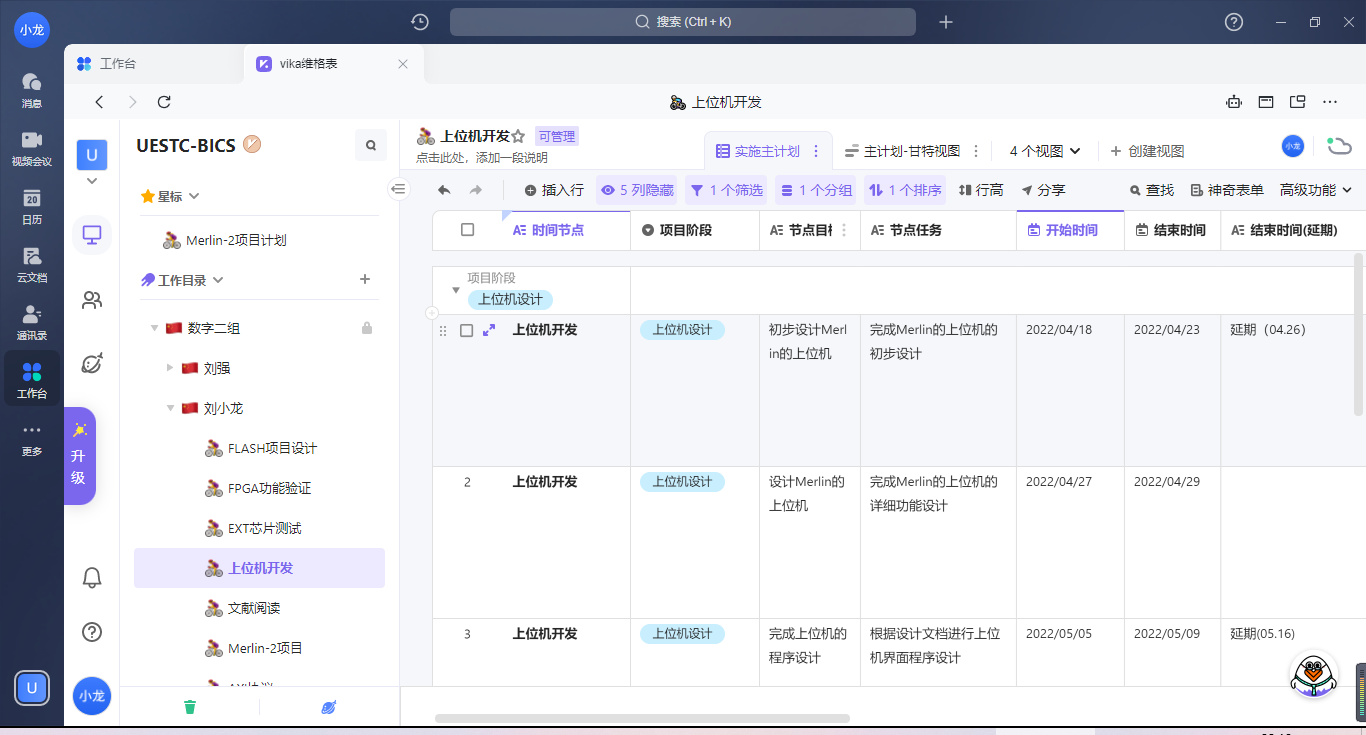 小龙
搜索 (Ctrl + K)
消息
视频会议
20
日历
云文档
通讯录
工作台
更多
U
工作台
vika维格表
上位机开发
U
升
级
小龙
UESTC-BICS
星标
Merlin-2项目计划
工作目录
数字二组
刘强
刘小龙
FLASH项目设计
FPGA功能验证
EXT芯片测试
上位机开发
文献阅读
Merlin-2项目
上位机开发
可管理
点击此处，添加一段说明
实施主计划
主计划-甘特视图
4 个视图
创建视图
小龙
插入行
5 列隐藏
1 个筛选
1 个分组
1 个排序
行高
分享
查找
神奇表单
高级功能
时间节点
项目阶段
节点目标
节点任务
开始时间
结束时间
结束时间(延期)
项目阶段
上位机设计
上位机开发
上位机设计
初步设计Merl
in的上位机
完成Merlin的上位机的
初步设计
2022/04/18
2022/04/23
延期（04.26）
2
上位机开发
上位机设计
设计Merlin的
上位机
完成Merlin的上位机的
详细功能设计
2022/04/27
2022/04/29
3
上位机开发
上位机设计
完成上位机的
程序设计
根据设计文档进行上位
机界面程序设计
2022/05/05
2022/05/09
延期(05.16)